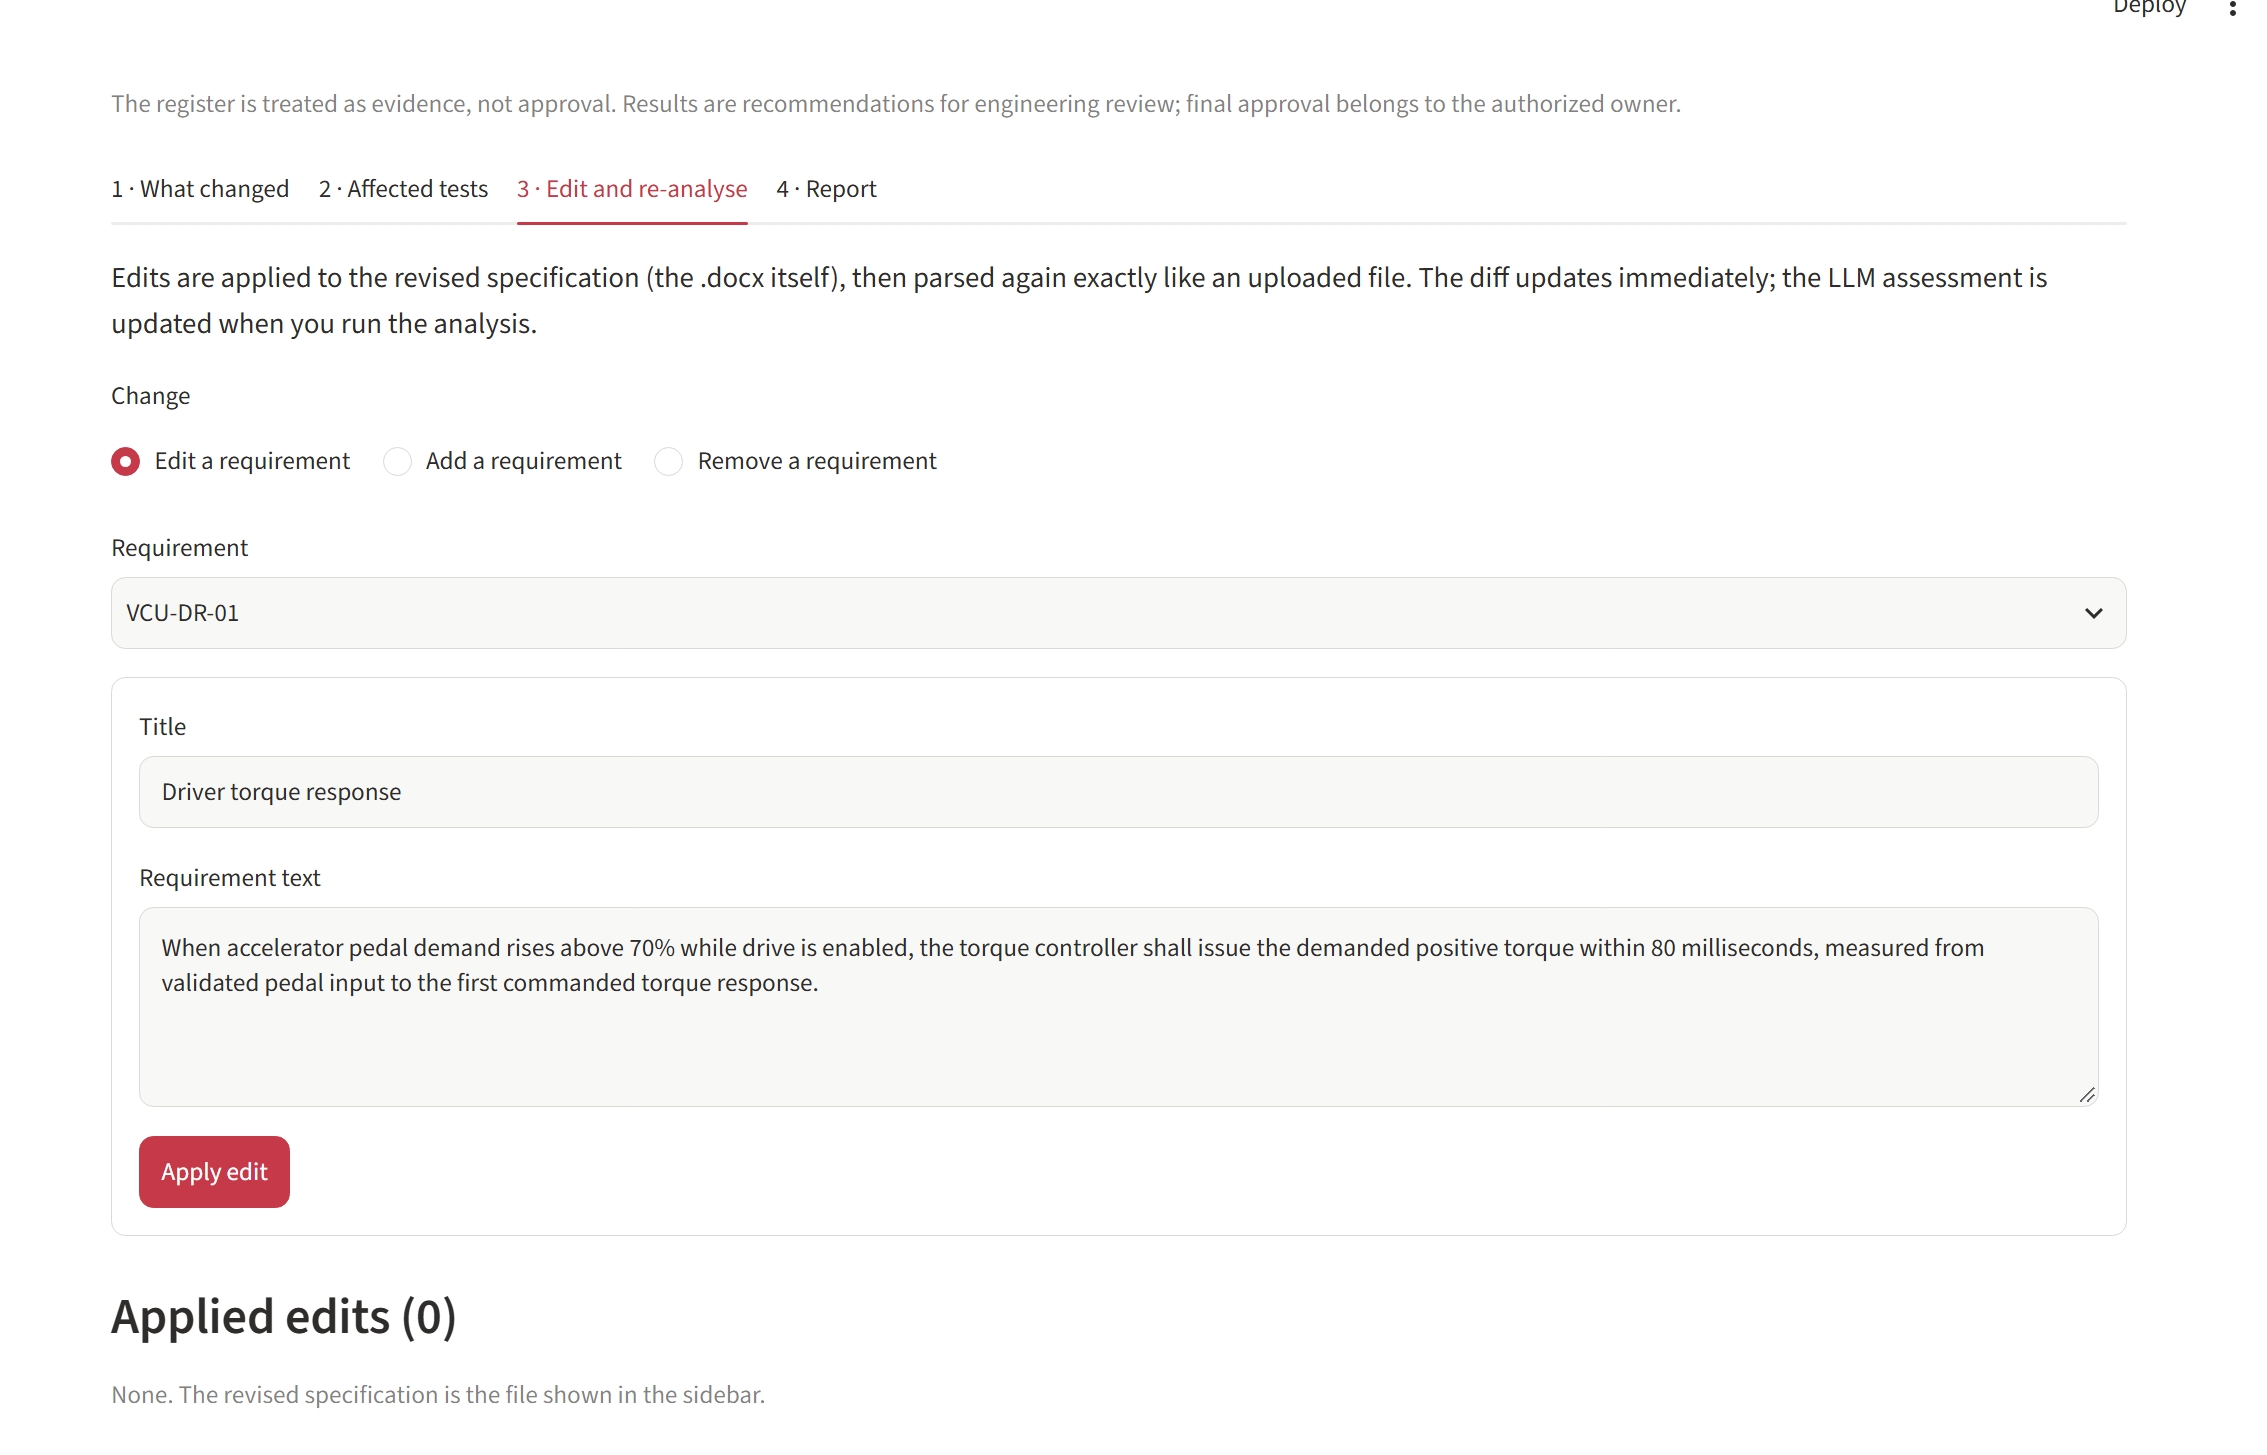 Deploy
The register is treated as evidence, not approval. Results are recommendations for engineering review; final approval belongs to the authorized owner.
1 · What changed 2 · Affected tests 3 · Edit and re-analyse 4 · Report
Edits are applied to the revised specification (the .docx itself), then parsed again exactly like an uploaded file. The diff updates immediately; the LLM assessment is
updated when you run the analysis.
Change
Edit a requirement Add a requirement Remove a requirement
Requirement
VCU-DR-01
Title
Driver torque response
Requirement text
When accelerator pedal demand rises above 70% while drive is enabled, the torque controller shall issue the demanded positive torque within 80 milliseconds, measured from
validated pedal input to the first commanded torque response.
Apply edit
Applied edits (0)
None. The revised specification is the file shown in the sidebar.